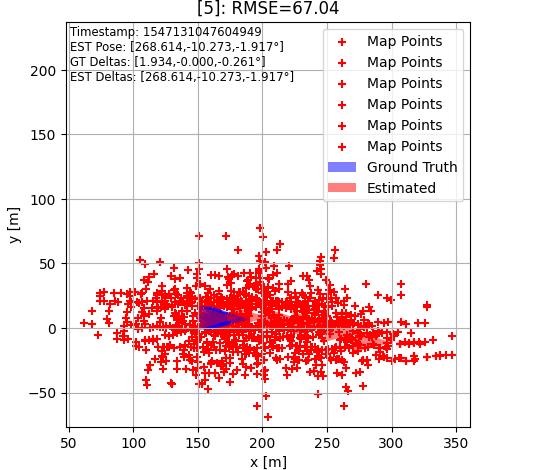 [5]: RMSE=67.04
Timestamp: 1547131047604949
EST Pose: [268.614,-10.273,-1.917°]
GT Deltas: [1.934,-0.000,-0.261°]
EST Deltas: [268.614,-10.273,-1.917°]
Map Points
Map Points
Map Points
Map Points
Map Points
Map Points
Ground Truth
Estimated
y [m]
200
150
100
50
0
−50
50 100 150 200 250 300 350
x [m]